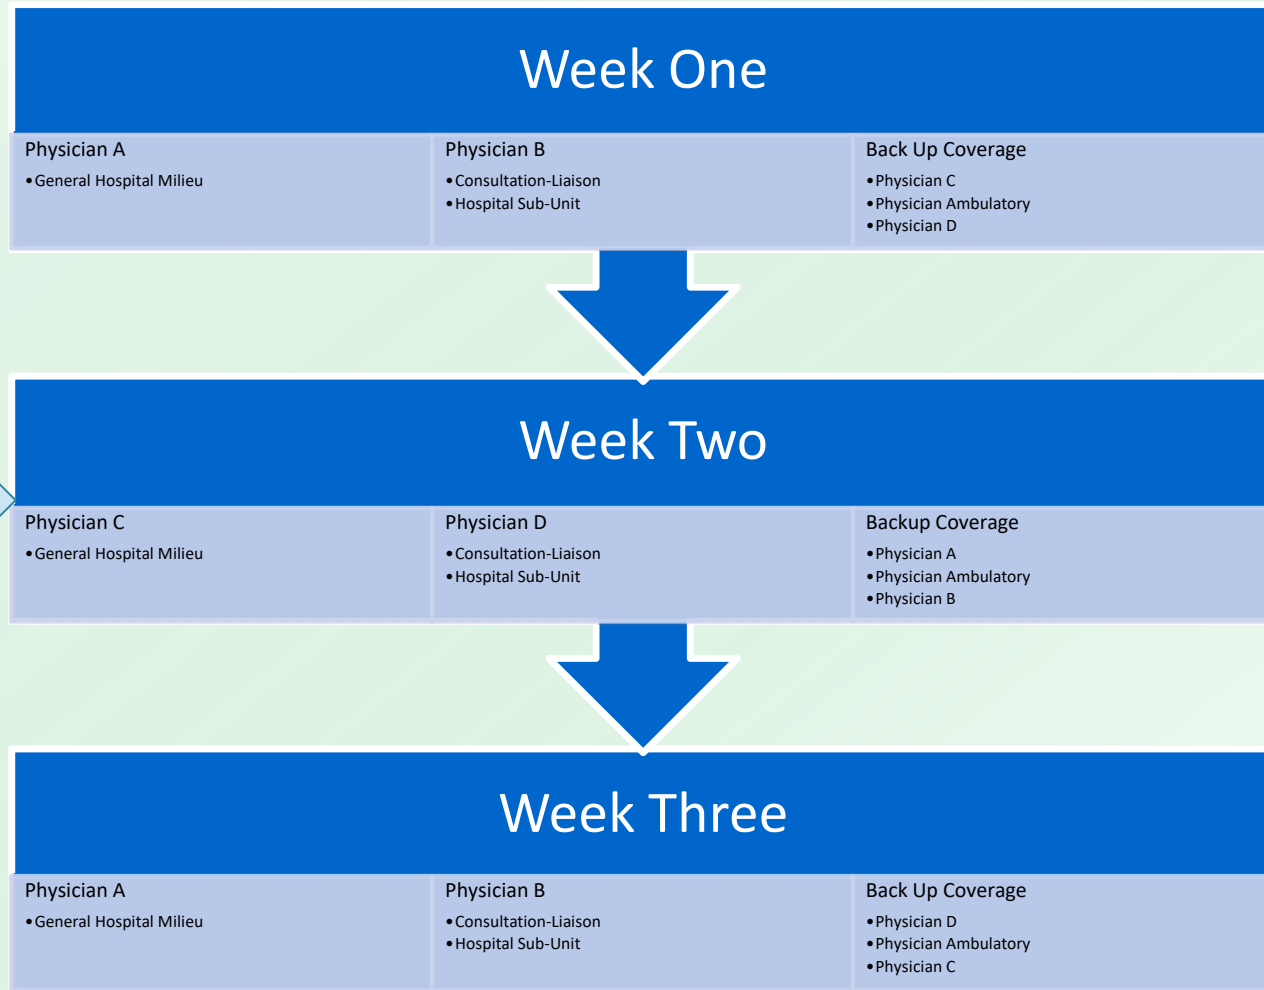 Week One
Physician A
•General Hospital Milieu
Physician B
•Consultation-Liaison
•Hospital Sub-Unit
Back Up Coverage
•Physician C
•Physician Ambulatory
•Physician D
Week Two
Physician C
•General Hospital Milieu
Physician D
•Consultation-Liaison
•Hospital Sub-Unit
Backup Coverage
•Physician A
•Physician Ambulatory
•Physician B
Week Three
Physician A
•General Hospital Milieu
Physician B
•Consultation-Liaison
•Hospital Sub-Unit
Back Up Coverage
•Physician D
•Physician Ambulatory
•Physician C